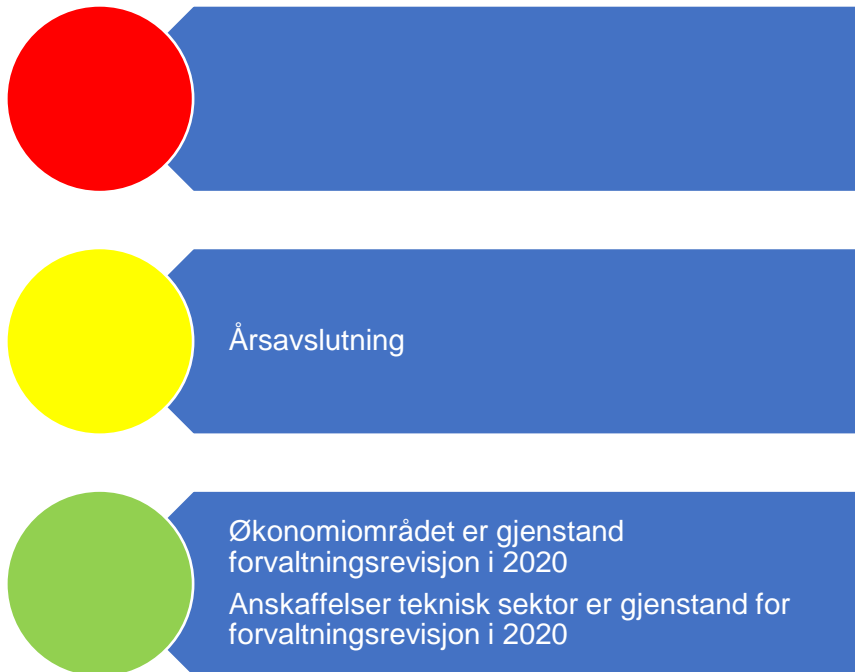 Årsavslutning
Økonomiområdet er gjenstand
forvaltningsrevisjon i 2020
Anskaffelser teknisk sektor er gjenstand for
forvaltningsrevisjon i 2020